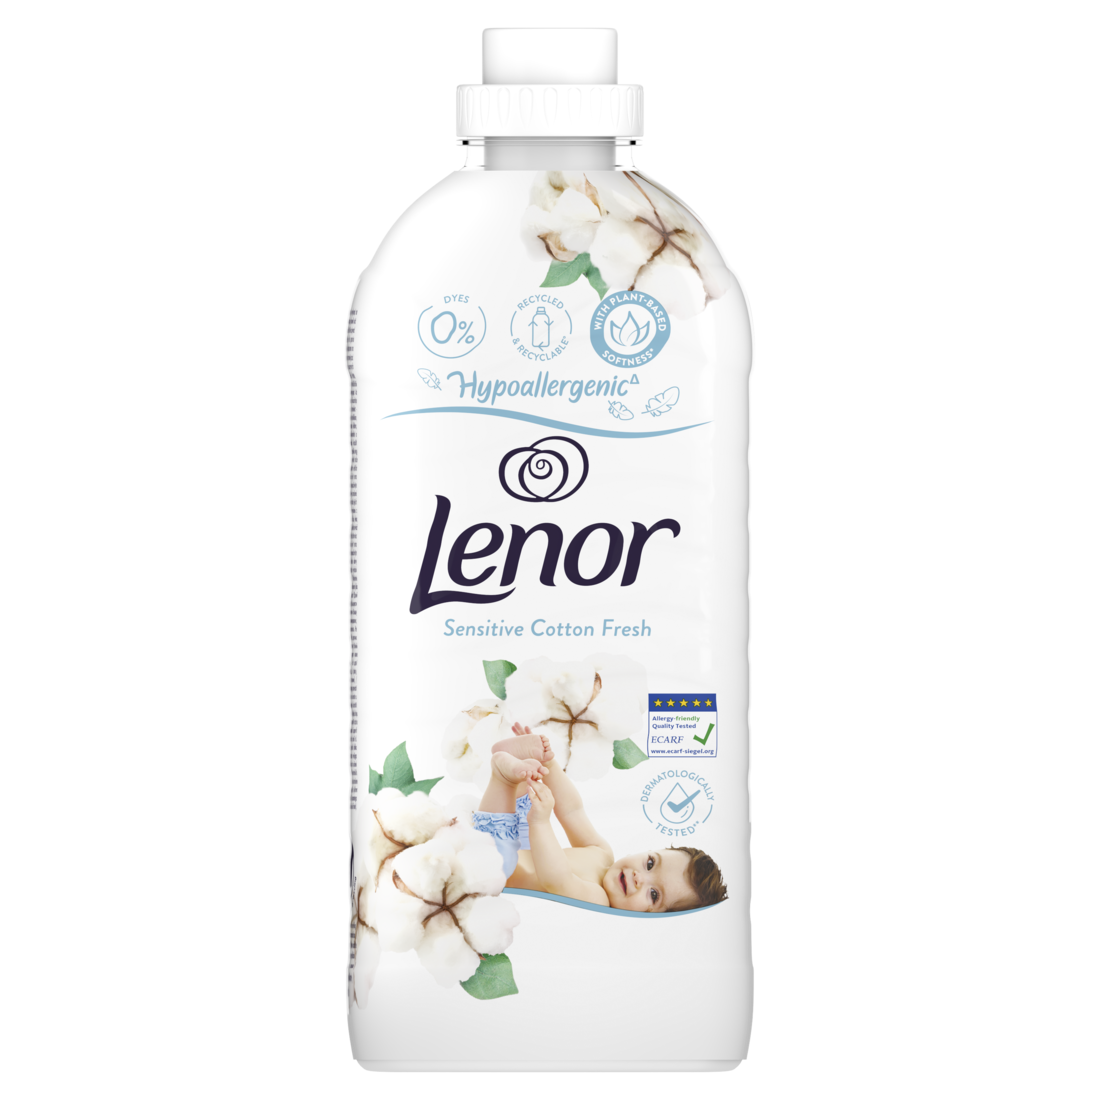 DYES
0%
RECYCLED
& RECYCLABLE*
WITH PLANT-BASED
SOFTNESS*
Hypoallergenic∆
Lenor
Sensitive Cotton Fresh
Allergy-friendly
Quality Tested
ECARF
www.ecarf-siegel.org
DERMATOLOGICALLY
TESTED**